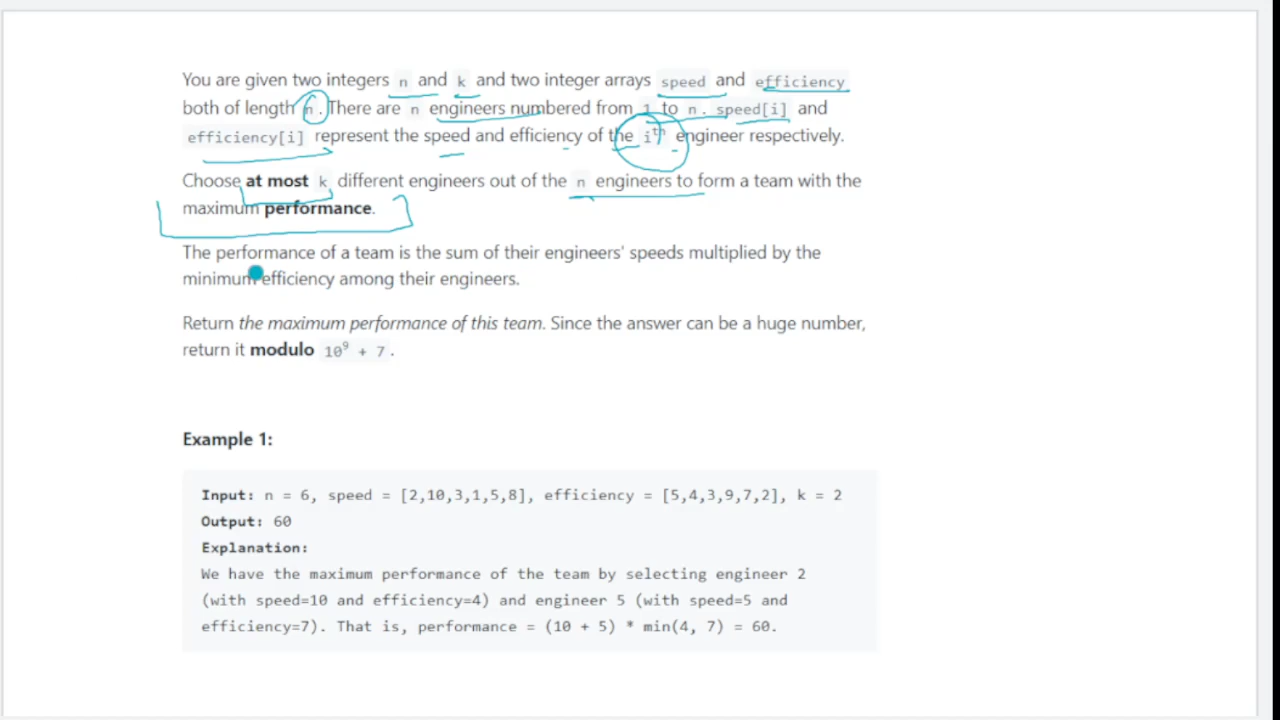 You are given two integers n and k and two integer arrays speed and efficiency
both of length n. There are n engineers numbered from 1 to n. speed[i] and
efficiency[i] represent the speed and efficiency of the ith engineer respectively.
Choose at most k different engineers out of the n engineers to form a team with the
maximum performance.
The performance of a team is the sum of their engineers' speeds multiplied by the
minimum efficiency among their engineers.
Return the maximum performance of this team. Since the answer can be a huge number,
return it modulo 10^9 + 7.
Example 1:
Input: n = 6, speed = [2,10,3,1,5,8], efficiency = [5,4,3,9,7,2], k = 2
Output: 60
Explanation:
We have the maximum performance of the team by selecting engineer 2
(with speed=10 and efficiency=4) and engineer 5 (with speed=5 and
efficiency=7). That is, performance = (10 + 5) * min(4, 7) = 60.